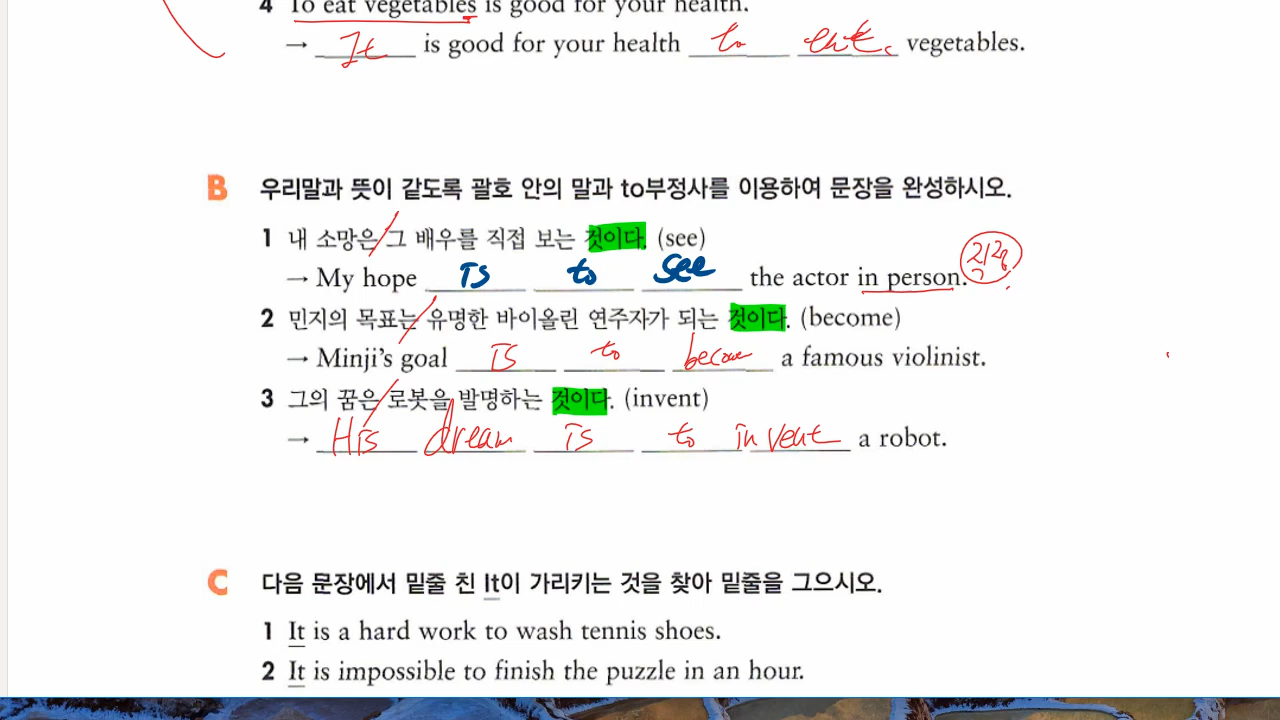 4 To eat vegetables is good for your health.
→ It is good for your health to eat. vegetables.
B 우리말과 뜻이 같도록 괄호 안의 말과 to부정사를 이용하여 문장을 완성하시오.
1 내 소망은 그 배우를 직접 보는 것이다. (see)
→ My hope is to see the actor in person.
2 민지의 목표는 유명한 바이올린 연주자가 되는 것이다. (become)
→ Minji's goal is to become a famous violinist.
3 그의 꿈은 로봇을 발명하는 것이다. (invent)
→ His dream is to invent a robot.
C 다음 문장에서 밑줄 친 It이 가리키는 것을 찾아 밑줄을 그으시오.
1 It is a hard work to wash tennis shoes.
2 It is impossible to finish the puzzle in an hour.